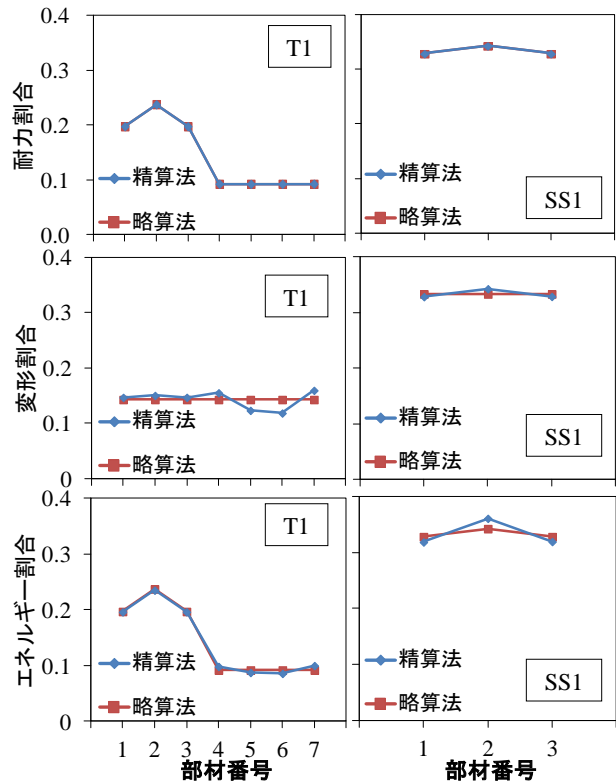 耐力割合
0.4
0.3
0.2
0.1
0.0
T1
精算法
略算法
精算法
略算法
SS1
変形割合
0.4
0.3
0.2
0.1
0
T1
精算法
略算法
精算法
略算法
SS1
エネルギー割合
0.4
0.3
0.2
0.1
0
T1
精算法
略算法
1 2 3 4 5 6 7
部材番号
精算法
略算法
SS1
1 2 3
部材番号